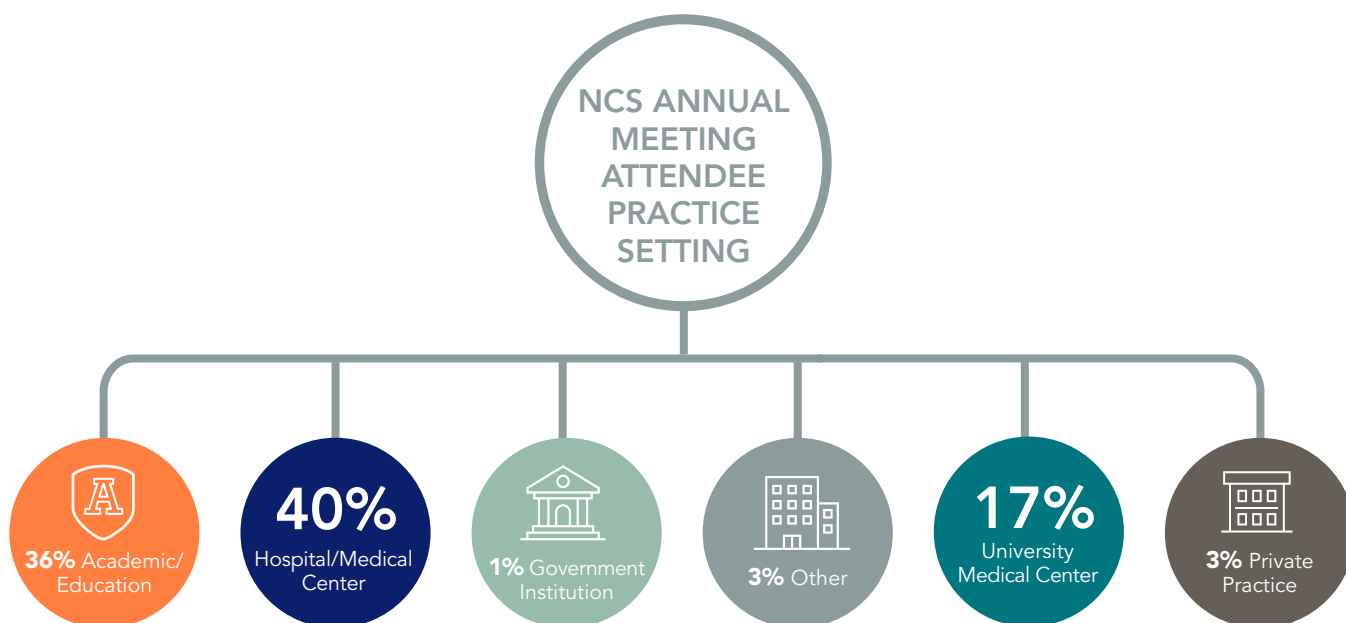 NCS ANNUAL
MEETING
ATTENDEE
PRACTICE
SETTING
A
36% Academic/
Education
40%
Hospital/Medical
Center
1% Government
Institution
3% Other
17%
University
Medical Center
3% Private
Practice